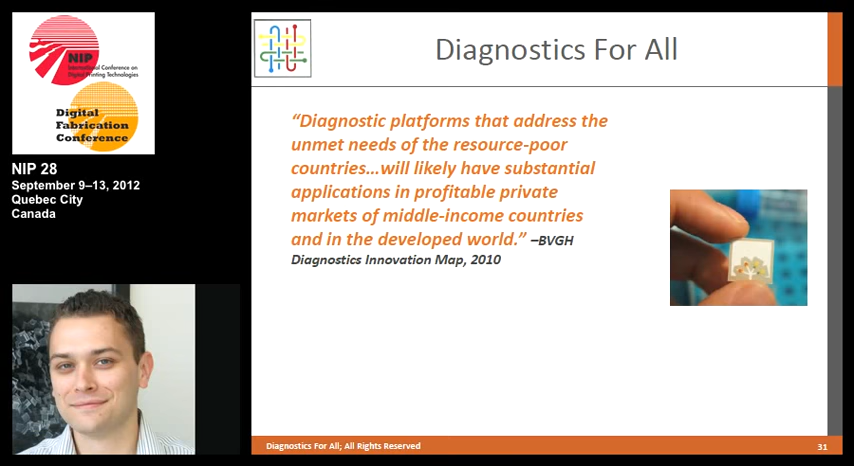 NIP
International Conference on
Digital Printing Technologies
Digital
Fabrication
Conference
NIP 28
September 9–13, 2012
Quebec City
Canada
Diagnostics For All
“Diagnostic platforms that address the
unmet needs of the resource-poor
countries…will likely have substantial
applications in profitable private
markets of middle-income countries
and in the developed world.” –BVGH
Diagnostics Innovation Map, 2010
Diagnostics For All; All Rights Reserved
31